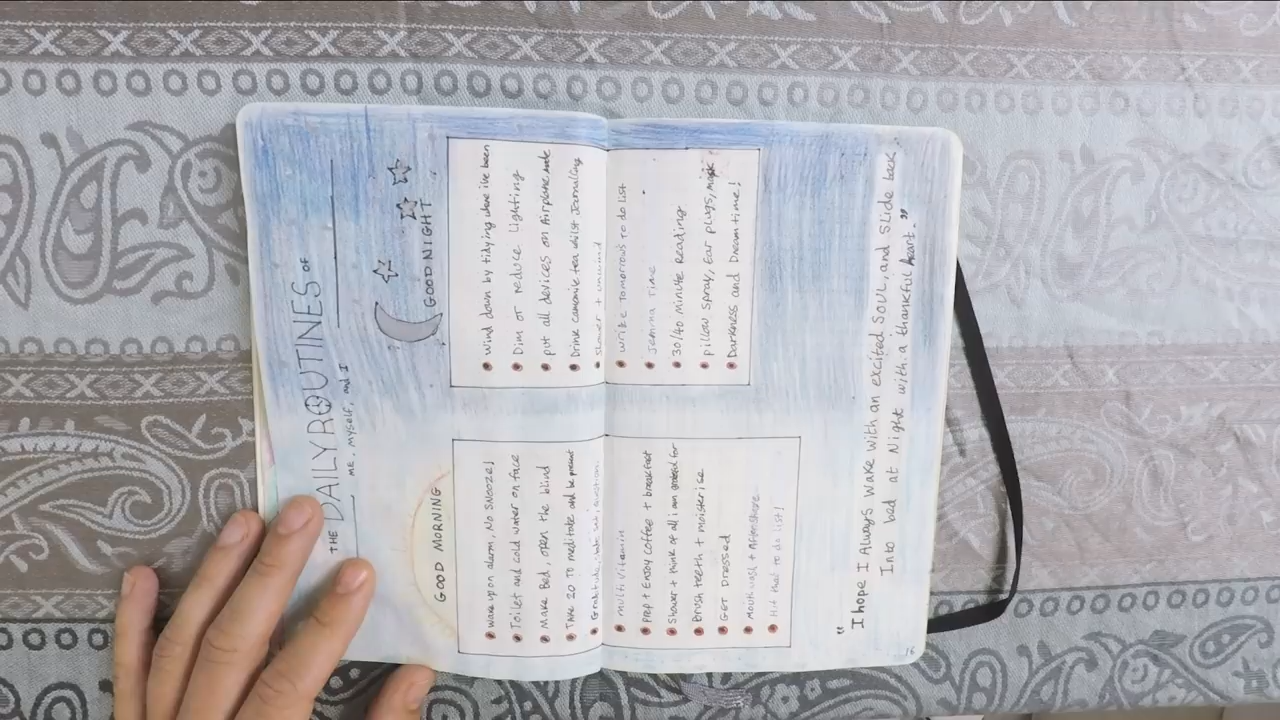 THE DAILY ROUTINES OF
ME, MYSELF, and I
GOOD MORNING
Wake up on alarm, No SNOOZE!
Toilet and cold water on face
Make Bed, open the blind
Take 20 To meditate and be present
multi vitamin
Prep + Enjoy coffee + breakfast
Shower + think of all i am grateful for
Brush teeth + moisturise
GET DRESSED
Mouthwash + Aftershave
Hit that to do list!
GOODNIGHT
Wind down by tidying where ive been
Dim or reduce Lighting
put all devices on Airplane mode
Drink camomile tea whilst Journalling
Shower + unwind
write Tomorrows to do list
Jemma Time
30/40 Minute Reading
pillow spray, Ear plugs, mask
Darkness and Dream time!
"I hope I Always Wake with an excited SOUL, and slide back
Into bed at Night with a thankful heart."
16